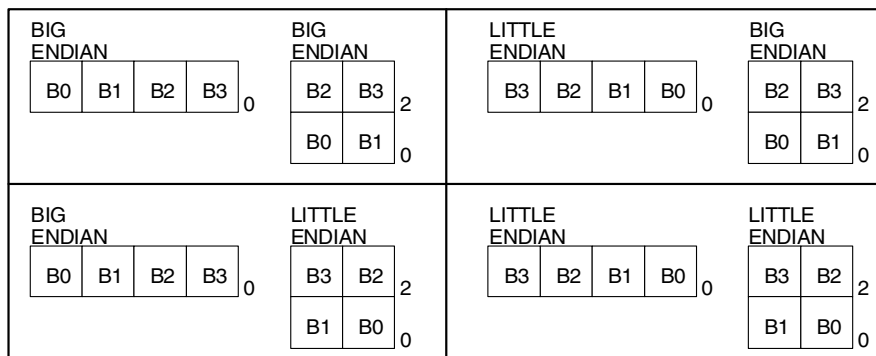 BIG
ENDIAN
B0 B1 B2 B3 0
BIG
ENDIAN
B2 B3 2
B0 B1 0
LITTLE
ENDIAN
B3 B2 B1 B0 0
BIG
ENDIAN
B2 B3 2
B0 B1 0
BIG
ENDIAN
B0 B1 B2 B3 0
LITTLE
ENDIAN
B3 B2 2
B1 B0 0
LITTLE
ENDIAN
B3 B2 B1 B0 0
LITTLE
ENDIAN
B3 B2 2
B1 B0 0